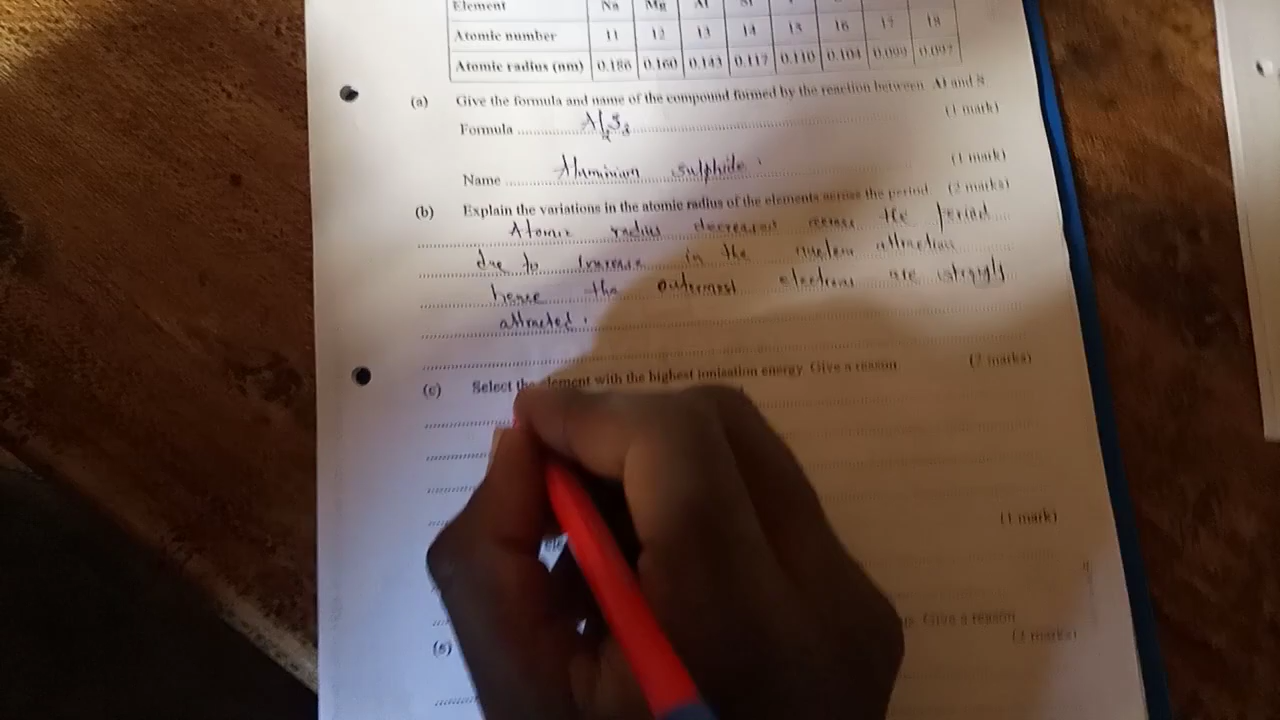 Element Na Mg Al Si
Atomic number 11 12 13 14 15 16 17 18
Atomic radius (nm) 0.186 0.160 0.143 0.117 0.110 0.104 0.099 0.097
(a) Give the formula and name of the compound formed by the reaction between Al and S
(1 mark)
Formula Al2S3
Name Aluminium sulphide. (1 mark)
(b) Explain the variations in the atomic radius of the elements across the period. (2 marks)
Atomic radius decreases across the period
due to increase in the nuclear attraction
hence the outermost electrons are strongly
attracted.
(c) Select the element with the highest ionisation energy. Give a reason (2 marks)
(1 mark)
Give a reason
(2 marks)